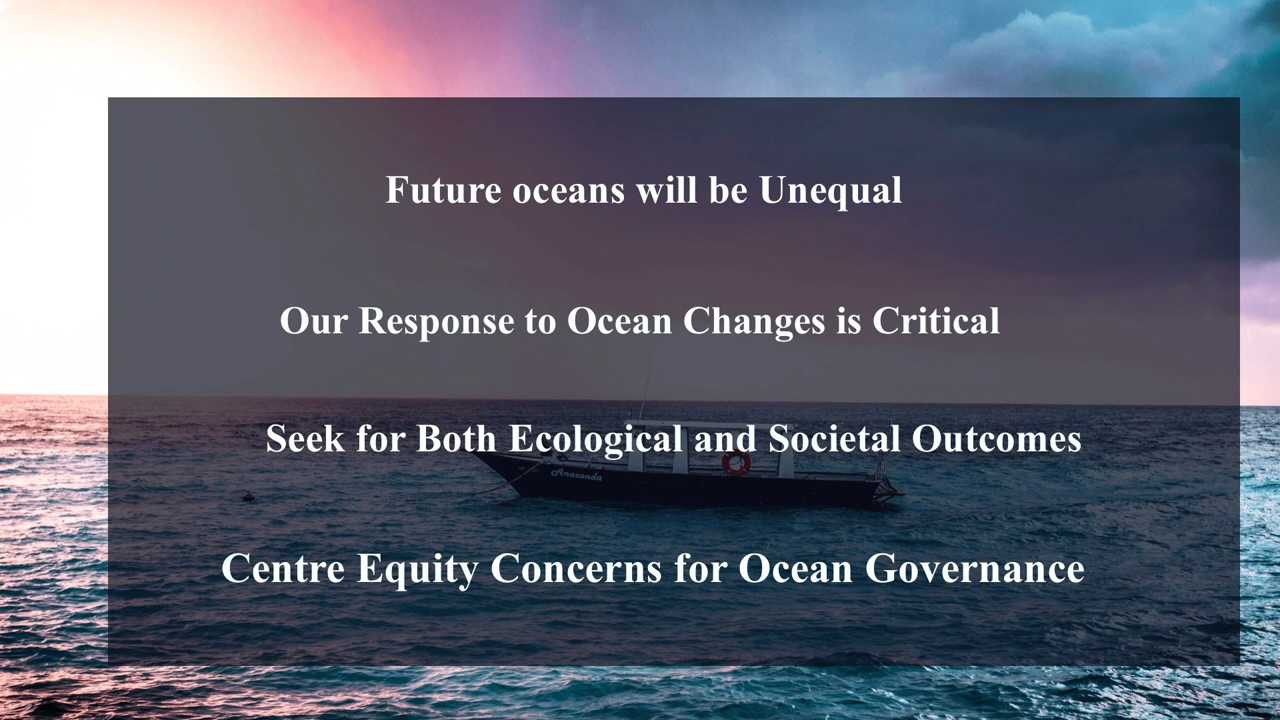 Future oceans will be Unequal
Our Response to Ocean Changes is Critical
Seek for Both Ecological and Societal Outcomes
Anaconda
Centre Equity Concerns for Ocean Governance